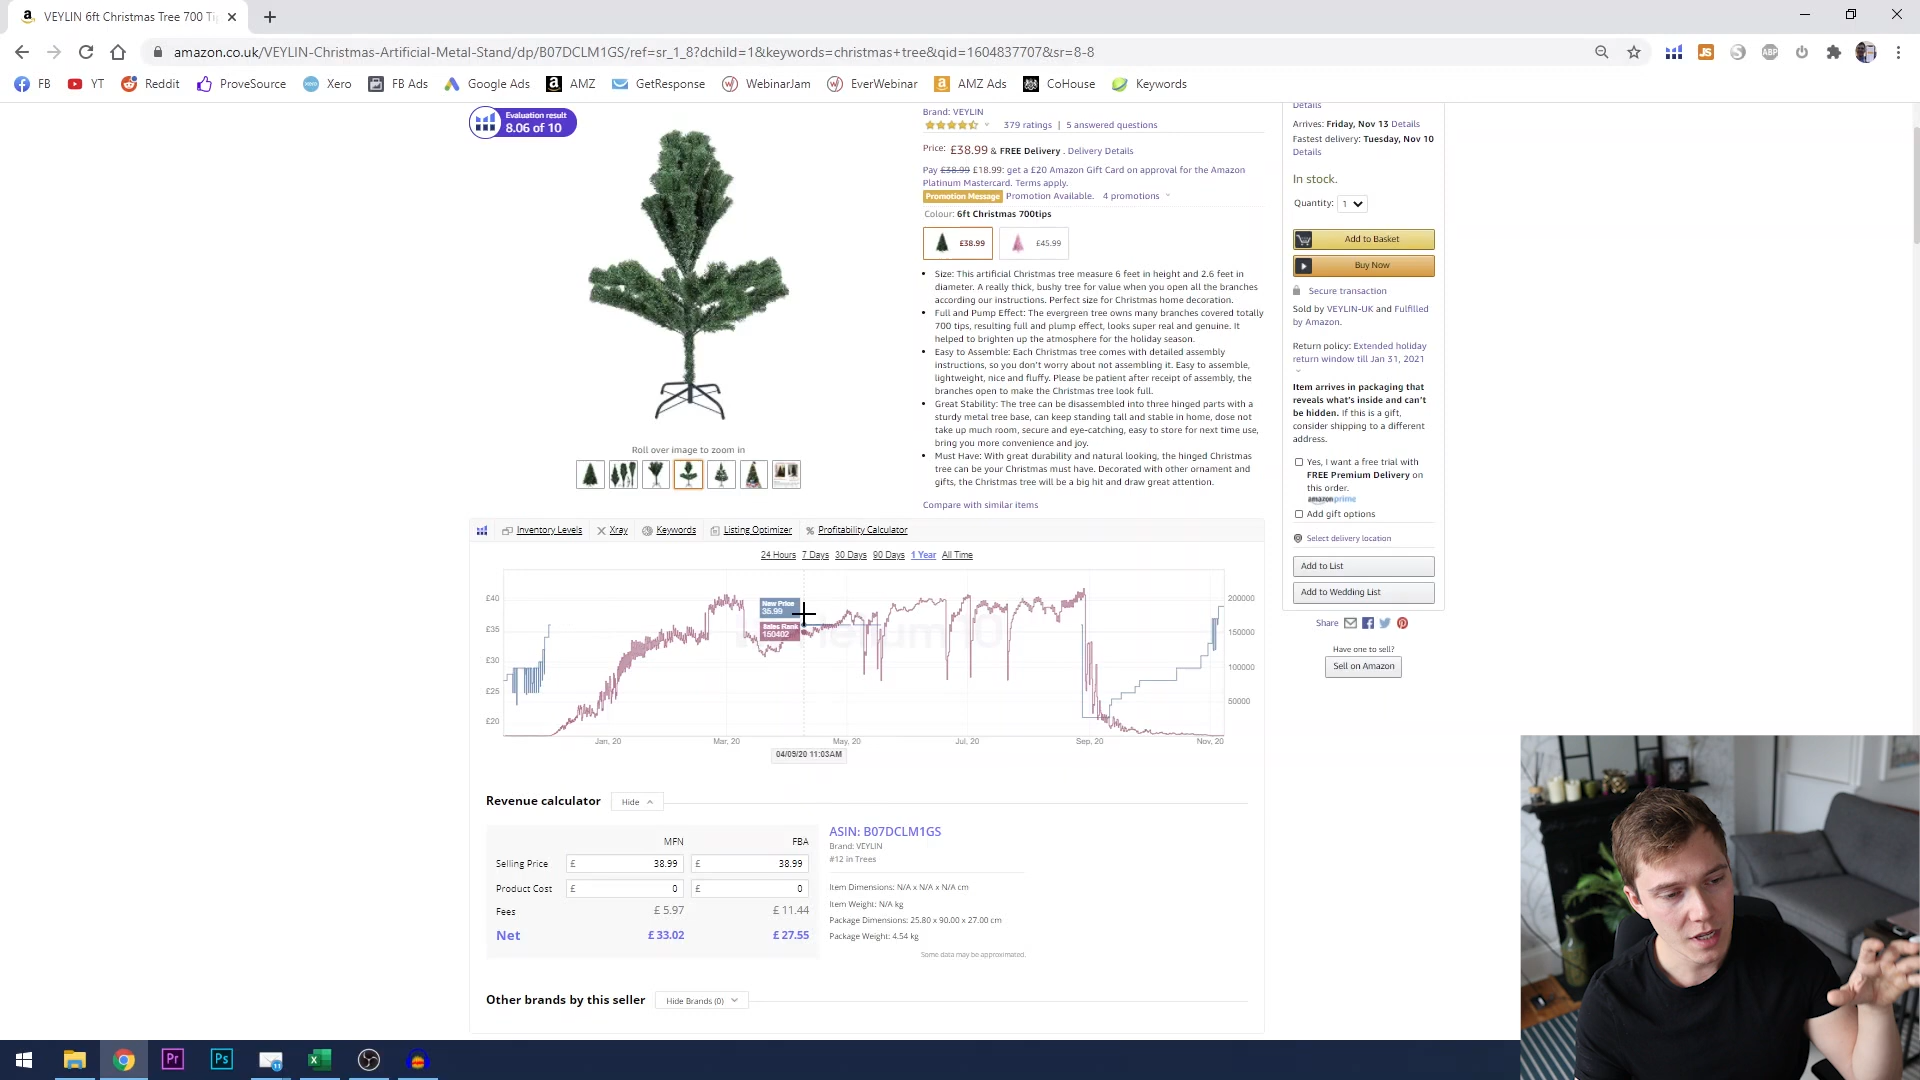 VEYLIN 6ft Christmas Tree 700 Ti
amazon.co.uk/VEYLIN-Christmas-Artificial-Metal-Stand/dp/B07DCLM1GS/ref=sr_1_8?dchild=1&keywords=christmas+tree&qid=1604837707&sr=8-8
FB YT Reddit ProveSource Xero FB Ads Google Ads AMZ GetResponse WebinarJam EverWebinar AMZ Ads CoHouse Keywords
Evaluation result
8.06 of 10
Roll over image to zoom in
Brand: VEYLIN
379 ratings | 5 answered questions
Price: £38.99 & FREE Delivery . Delivery Details
Pay £38.99 £18.99: get a £20 Amazon Gift Card on approval for the Amazon
Platinum Mastercard. Terms apply.
Promotion Message Promotion Available. 4 promotions
Colour: 6ft Christmas 700tips
£38.99 £45.99
Size: This artificial Christmas tree measure 6 feet in height and 2.6 feet in
diameter. A really thick, bushy tree for value when you open all the branches
according our instructions. Perfect size for Christmas home decoration.
Full and Pump Effect: The evergreen tree owns many branches covered totally
700 tips, resulting full and plump effect, looks super real and genuine. It
helped to brighten up the atmosphere for the holiday season.
Easy to Assemble: Each Christmas tree comes with detailed assembly
instructions, so you don't worry about not assembling it. Easy to assemble,
lightweight, nice and fluffy. Please be patient after receipt of assembly, the
branches open to make the Christmas tree look full.
Great Stability: The tree can be disassembled into three hinged parts with a
sturdy metal tree base, can keep standing tall and stable in home, dose not
take up much room, secure and eye-catching, easy to store for next time use,
bring you more convenience and joy.
Must Have: With great durability and natural looking, the hinged Christmas
tree can be your Christmas must have. Decorated with other ornament and
gifts, the Christmas tree will be a big hit and draw great attention.
Compare with similar items
Details
Arrives: Friday, Nov 13 Details
Fastest delivery: Tuesday, Nov 10
Details
In stock.
Quantity: 1
Add to Basket
Buy Now
Secure transaction
Sold by VEYLIN-UK and Fulfilled
by Amazon.
Return policy: Extended holiday
return window till Jan 31, 2021
Item arrives in packaging that
reveals what's inside and can't
be hidden. If this is a gift,
consider shipping to a different
address.
Yes, I want a free trial with
FREE Premium Delivery on
this order.
amazonprime
Add gift options
Select delivery location
Add to List
Add to Wedding List
Share
Have one to sell?
Sell on Amazon
Inventory Levels Xray Keywords Listing Optimizer Profitability Calculator
24 Hours 7 Days 30 Days 90 Days 1 Year All Time
£40
£35
£30
£25
£20
New Price
35.99
Sales Rank
150402
200000
150000
100000
50000
Jan, 20 Mar, 20 May, 20 Jul, 20 Sep, 20 Nov, 20
04/09/20 11:03AM
Revenue calculator Hide
MFN FBA
Selling Price £ 38.99 £ 38.99
Product Cost £ 0 £ 0
Fees £ 5.97 £ 11.44
Net £ 33.02 £ 27.55
ASIN: B07DCLM1GS
Brand: VEYLIN
#12 in Trees
Item Dimensions: N/A x N/A x N/A cm
Item Weight: N/A kg
Package Dimensions: 25.80 x 90.00 x 27.00 cm
Package Weight: 4.54 kg
Some data may be approximated.
Other brands by this seller Hide Brands (0)
Pr
Ps
11